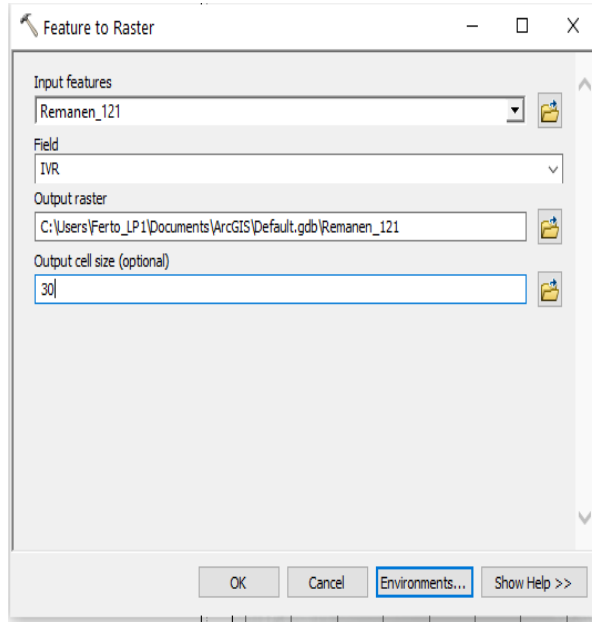 Feature to Raster
Input features
Remanen_121
Field
IVR
Output raster
C:\Users\Ferto_LP1\Documents\ArcGIS\Default.gdb\Remanen_121
Output cell size (optional)
30
OK
Cancel
Environments...
Show Help >>